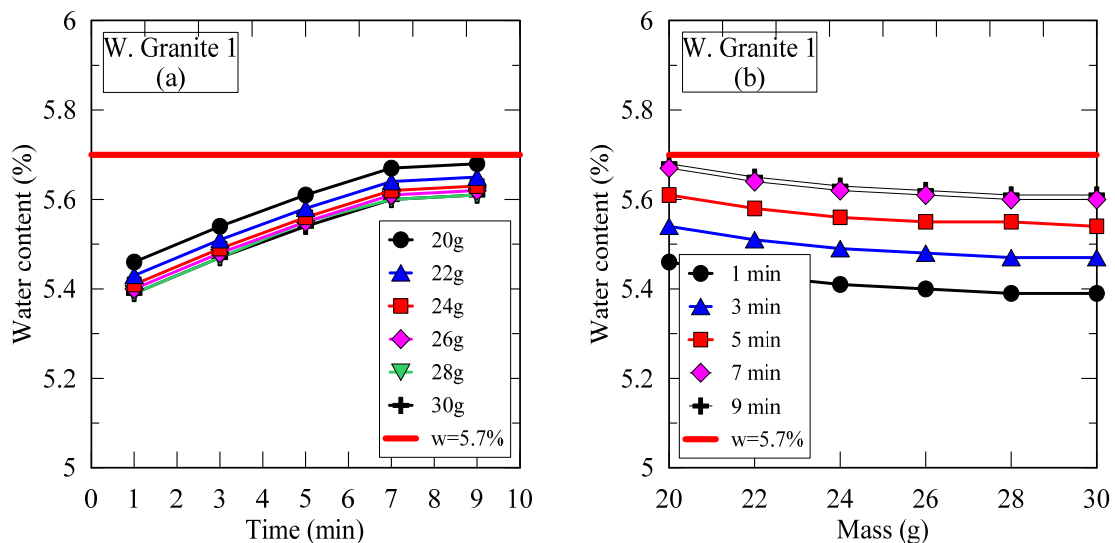 W. Granite 1
(a)
6
5.8
5.6
5.4
5.2
5
Water content (%)
20g
22g
24g
26g
28g
30g
w=5.7%
0 1 2 3 4 5 6 7 8 9 10
Time (min)
W. Granite 1
(b)
6
5.8
5.6
5.4
5.2
5
Water content (%)
1 min
3 min
5 min
7 min
9 min
w=5.7%
20 22 24 26 28 30
Mass (g)